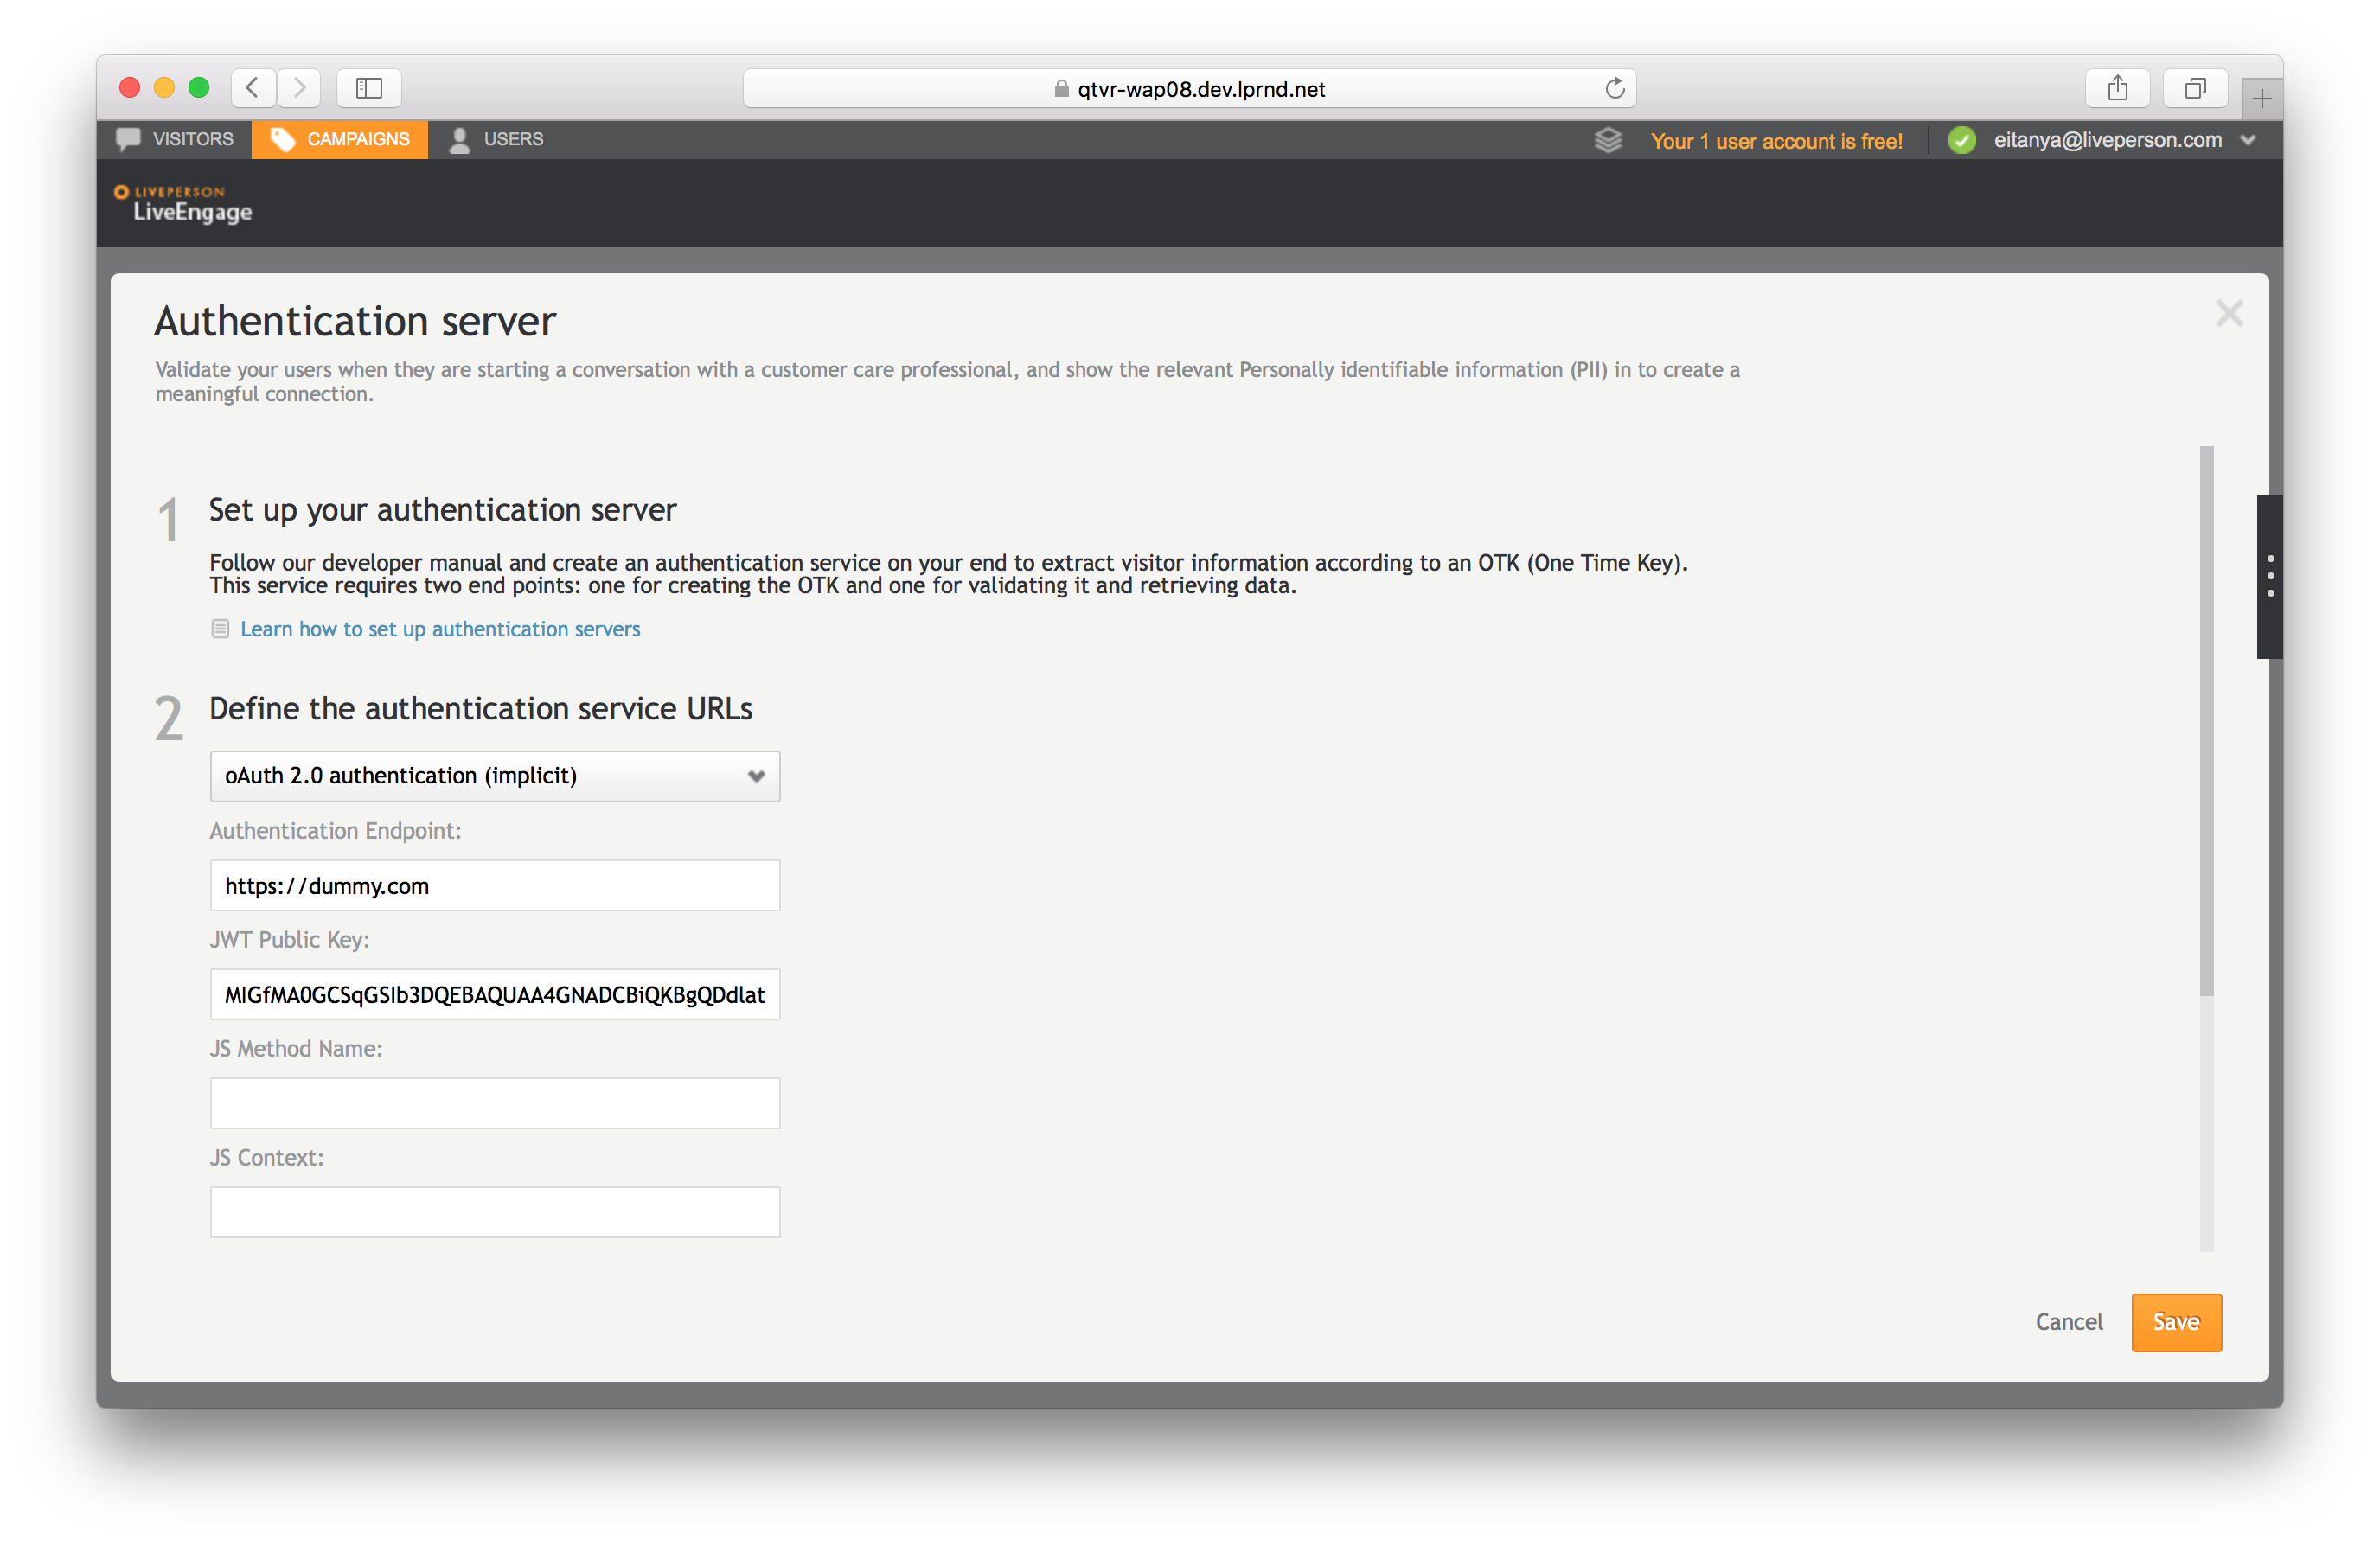 qtvr-wap08.dev.lprnd.net
VISITORS
CAMPAIGNS
USERS
Your 1 user account is free!
eitanya@liveperson.com
LIVEPERSON
LiveEngage
Authentication server
Validate your users when they are starting a conversation with a customer care professional, and show the relevant Personally identifiable information (PII) in to create a
meaningful connection.
1
Set up your authentication server
Follow our developer manual and create an authentication service on your end to extract visitor information according to an OTK (One Time Key).
This service requires two end points: one for creating the OTK and one for validating it and retrieving data.
Learn how to set up authentication servers
2
Define the authentication service URLs
oAuth 2.0 authentication (implicit)
Authentication Endpoint:
https://dummy.com
JWT Public Key:
MIGfMA0GCSqGSIb3DQEBAQUAA4GNADCBiQKBgQDdlat
JS Method Name:
JS Context:
Cancel
Save